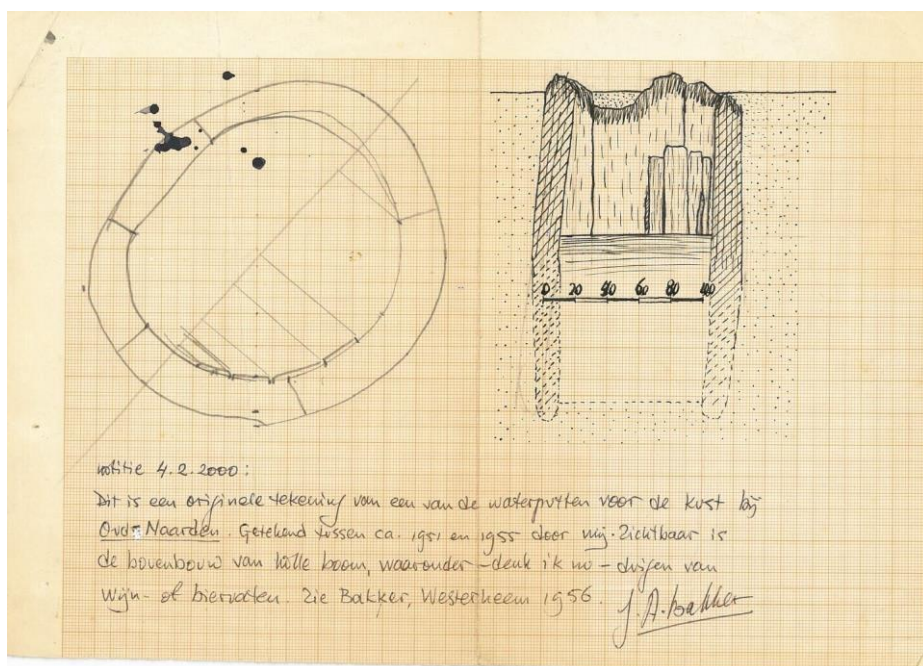 0 20 40 60 80 100
notitie 4.2.2000:
Dit is een originele tekening van een van de waterputten voor de kust bij
Oud-Naarden. Getekend tussen ca. 1951 en 1955 door mij. Zichtbaar is
de bovenbouw van holle boom, waaronder – denk ik nu – duigen van
Wijn- of biervaten. Zie Bakker, Westerheem 1956.
J. A. Bakker